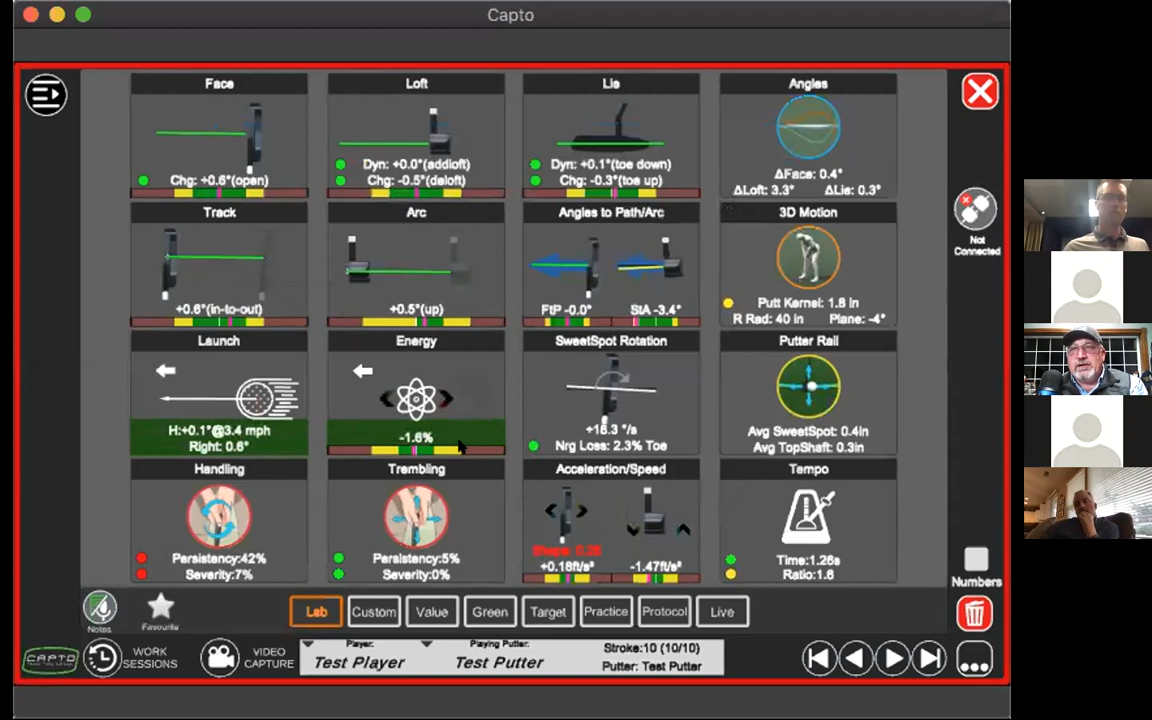 Capto
Face
Chg: +0.6°(open)
Loft
Dyn: +0.0°(addloft)
Chg: -0.5°(deloft)
Lie
Dyn: +0.1°(toe down)
Chg: -0.3°(toe up)
Angles
ΔFace: 0.4°
ΔLoft: 3.3° ΔLie: 0.3°
Track
+0.6°(in-to-out)
Arc
+0.5°(up)
Angles to Path/Arc
FtP -0.0° StA -3.4°
3D Motion
Putt Kernel: 1.8 in
R Rad: 40 in Plane: -4°
Launch
H:+0.1°@3.4 mph
Right: 0.6°
Energy
-1.6%
SweetSpot Rotation
+16.3 °/s
Nrg Loss: 2.3% Toe
Putter Rail
Avg SweetSpot: 0.4in
Avg TopShaft: 0.3in
Handling
Persistency:42%
Severity:7%
Trembling
Persistency:5%
Severity:0%
Acceleration/Speed
Shape: 0.28
+0.18ft/s² -1.47ft/s²
Tempo
Time:1.26s
Ratio:1.6
Not
Connected
Numbers
Notes
Favourite
Lab Custom Value Green Target Practice Protocol Live
CAPTO
WORK
SESSIONS
VIDEO
CAPTURE
Player:
Test Player
Playing Putter:
Test Putter
Stroke:10 (10/10)
Putter: Test Putter